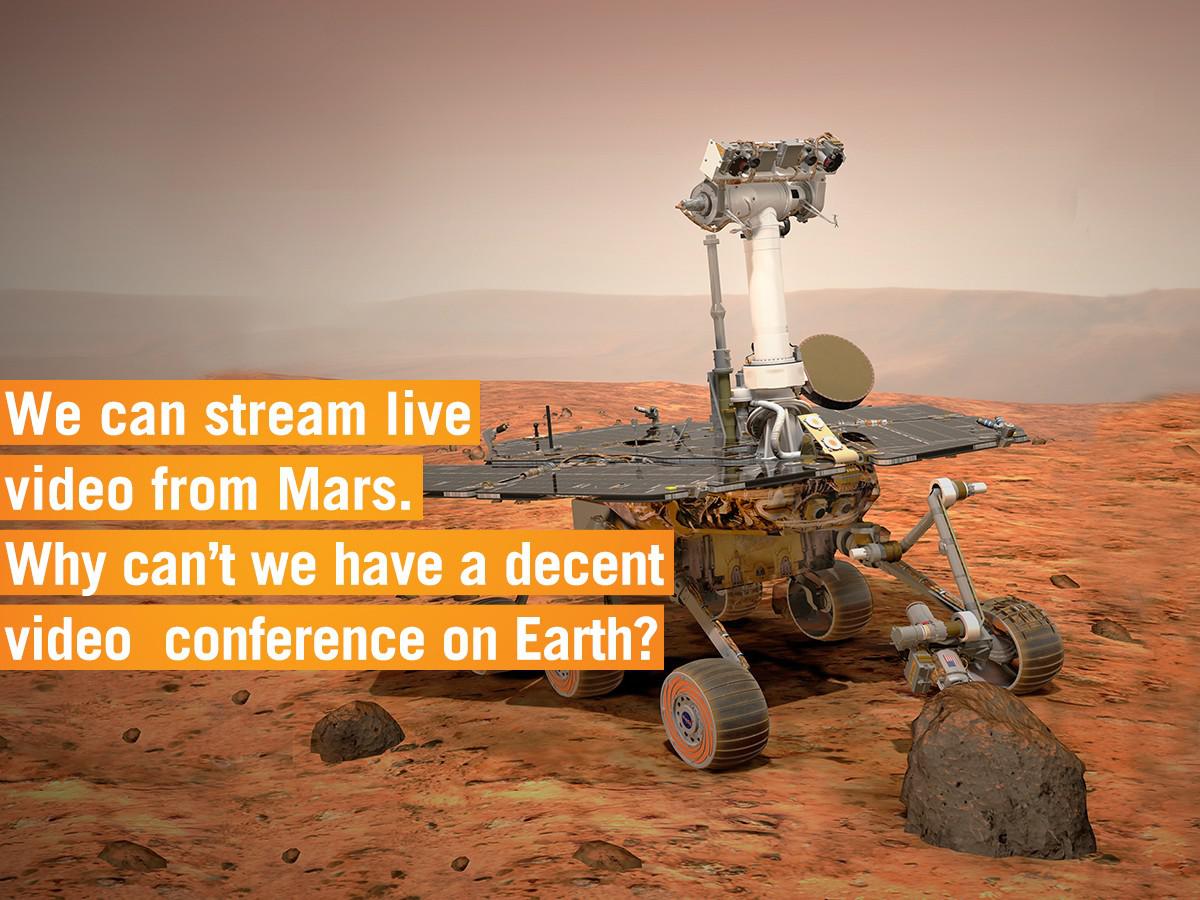 We can stream live
video from Mars.
Why can’t we have a decent
video  conference on Earth?